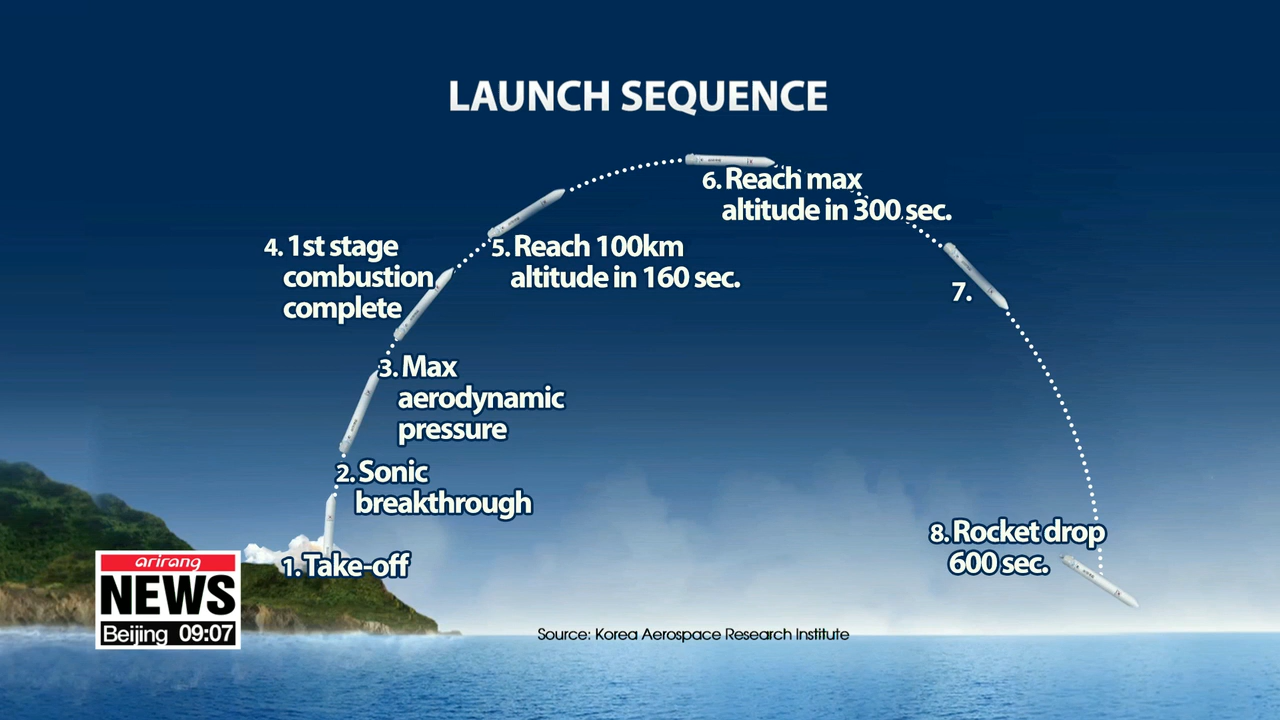 LAUNCH SEQUENCE
6. Reach max
altitude in 300 sec.
4. 1st stage
combustion
complete
5. Reach 100km
altitude in 160 sec.
7.
3. Max
aerodynamic
pressure
2. Sonic
breakthrough
8. Rocket drop
600 sec.
1. Take-off
arirang
NEWS
Beijing 09:07
Source: Korea Aerospace Research Institute